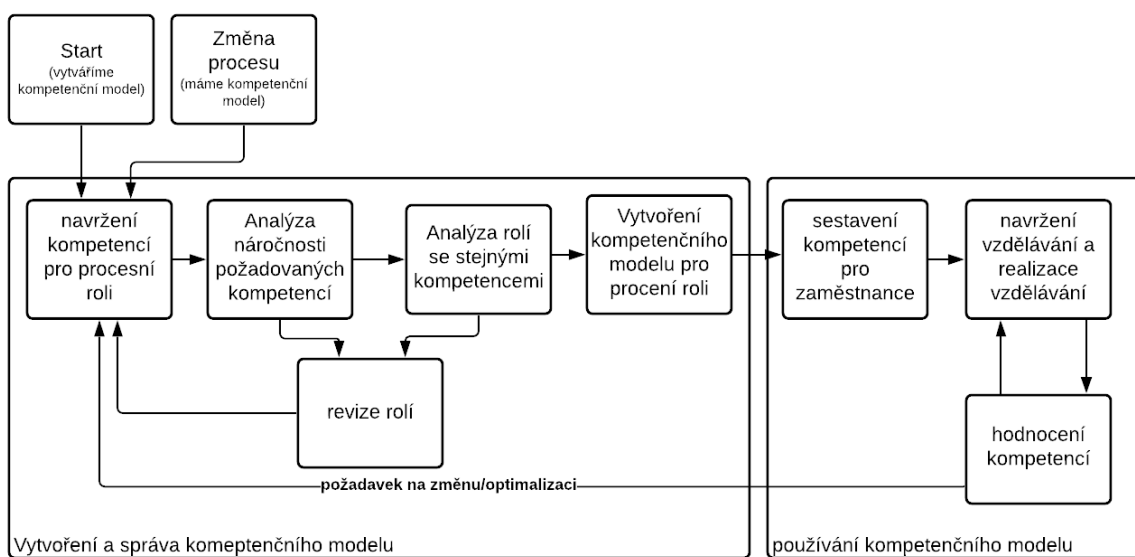 Start
(vytváříme
kompetenční model)
Změna
procesu
(máme kompetenční
model)
navržení
kompetencí
pro procesní
roli
Analýza
náročnosti
požadovaných
kompetencí
Analýza rolí
se stejnými
kompetencemi
Vytvoření
kompetenčního
modelu pro
procení roli
sestavení
kompetencí
pro
zaměstnance
navržení
vzdělávání a
realizace
vzdělávání
revize rolí
hodnocení
kompetencí
požadavek na změnu/optimalizaci
Vytvoření a správa komeptenčního modelu
používání kompetenčního modelu